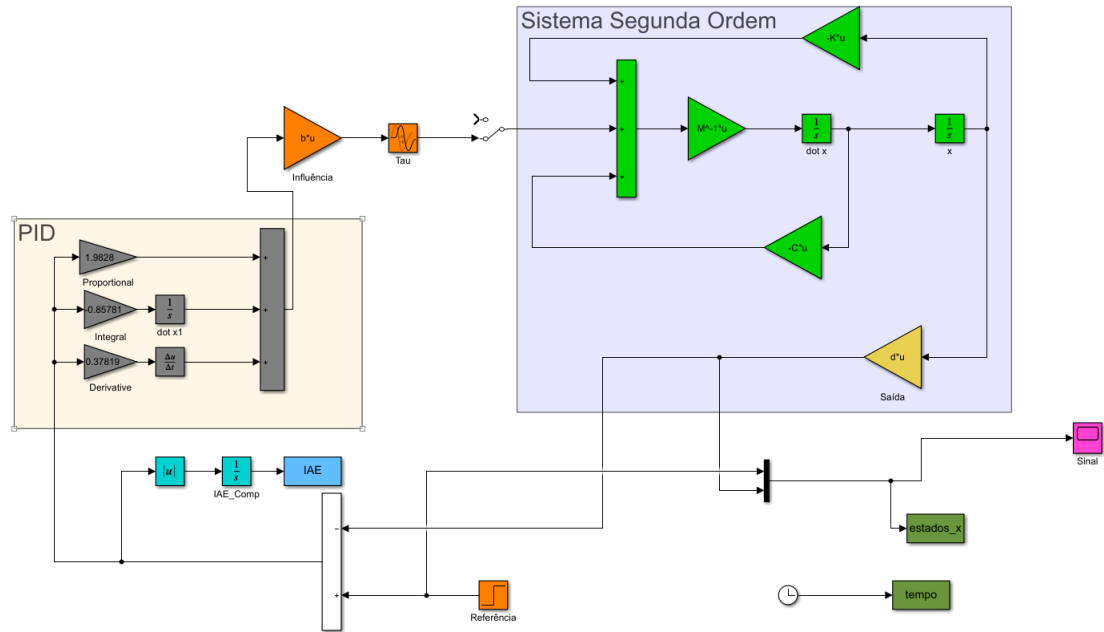 Sistema Segunda Ordem
-K*u
+
+
+
M^-1*u
1
s
dot x
1
s
x
-C*u
b*u
Influência
Tau
PID
1.9828
Proportional
-0.85781
Integral
1
s
dot x1
0.37819
Derivative
Δu
Δt
+
+
+
d*u
Saída
|u|
1
s
IAE_Comp
IAE
−
+
Referência
Sinal
estados_x
tempo